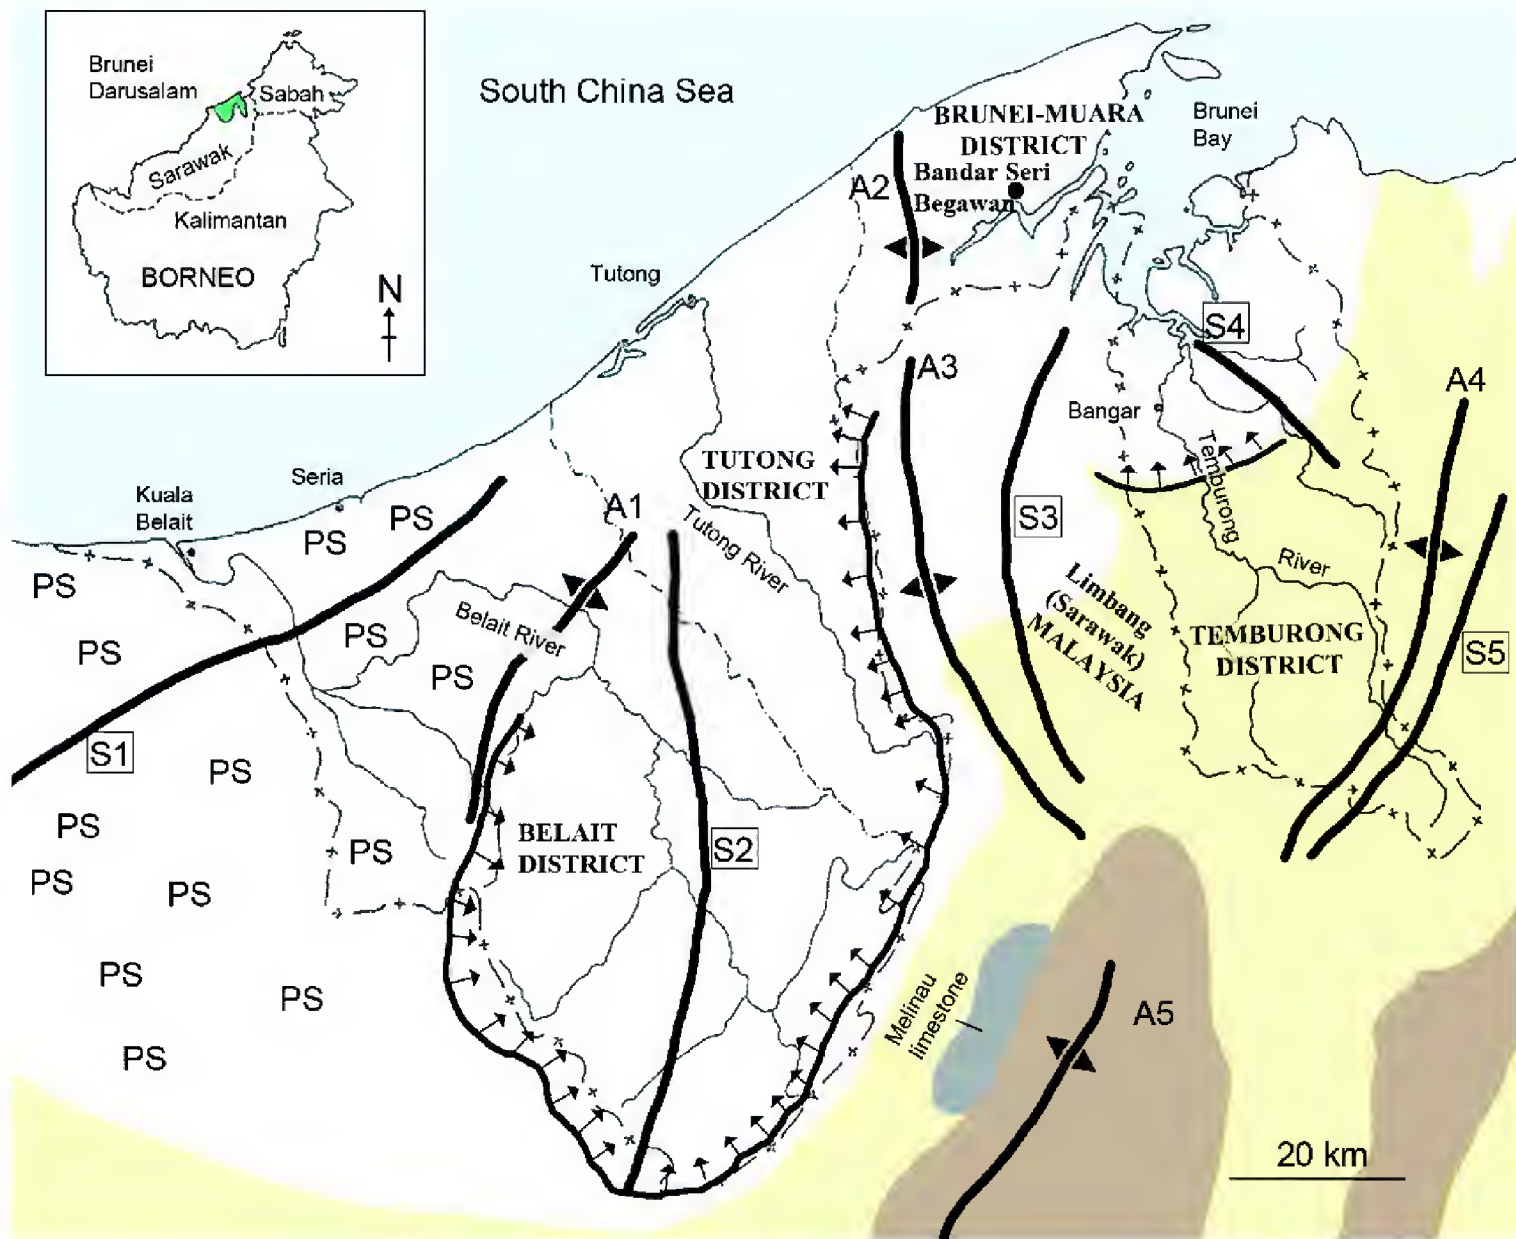 Brunei
Darusalam
Sabah
Sarawak
Kalimantan
BORNEO
N
South China Sea
BRUNEI-MUARA
DISTRICT
Bandar Seri
Begawan
Brunei
Bay
A2
Tutong
S4
A3
A4
Bangar
TUTONG
DISTRICT
Temburong
River
Seria
Kuala
Belait
PS
PS
A1
Tutong River
S3
PS
Limbang
(Sarawak)
MALAYSIA
TEMBURONG
DISTRICT
S5
Belait River
PS
PS
PS
S1
PS
PS
BELAIT
DISTRICT
S2
PS
PS
PS
PS
PS
PS
Melinau
limestone
A5
20 km